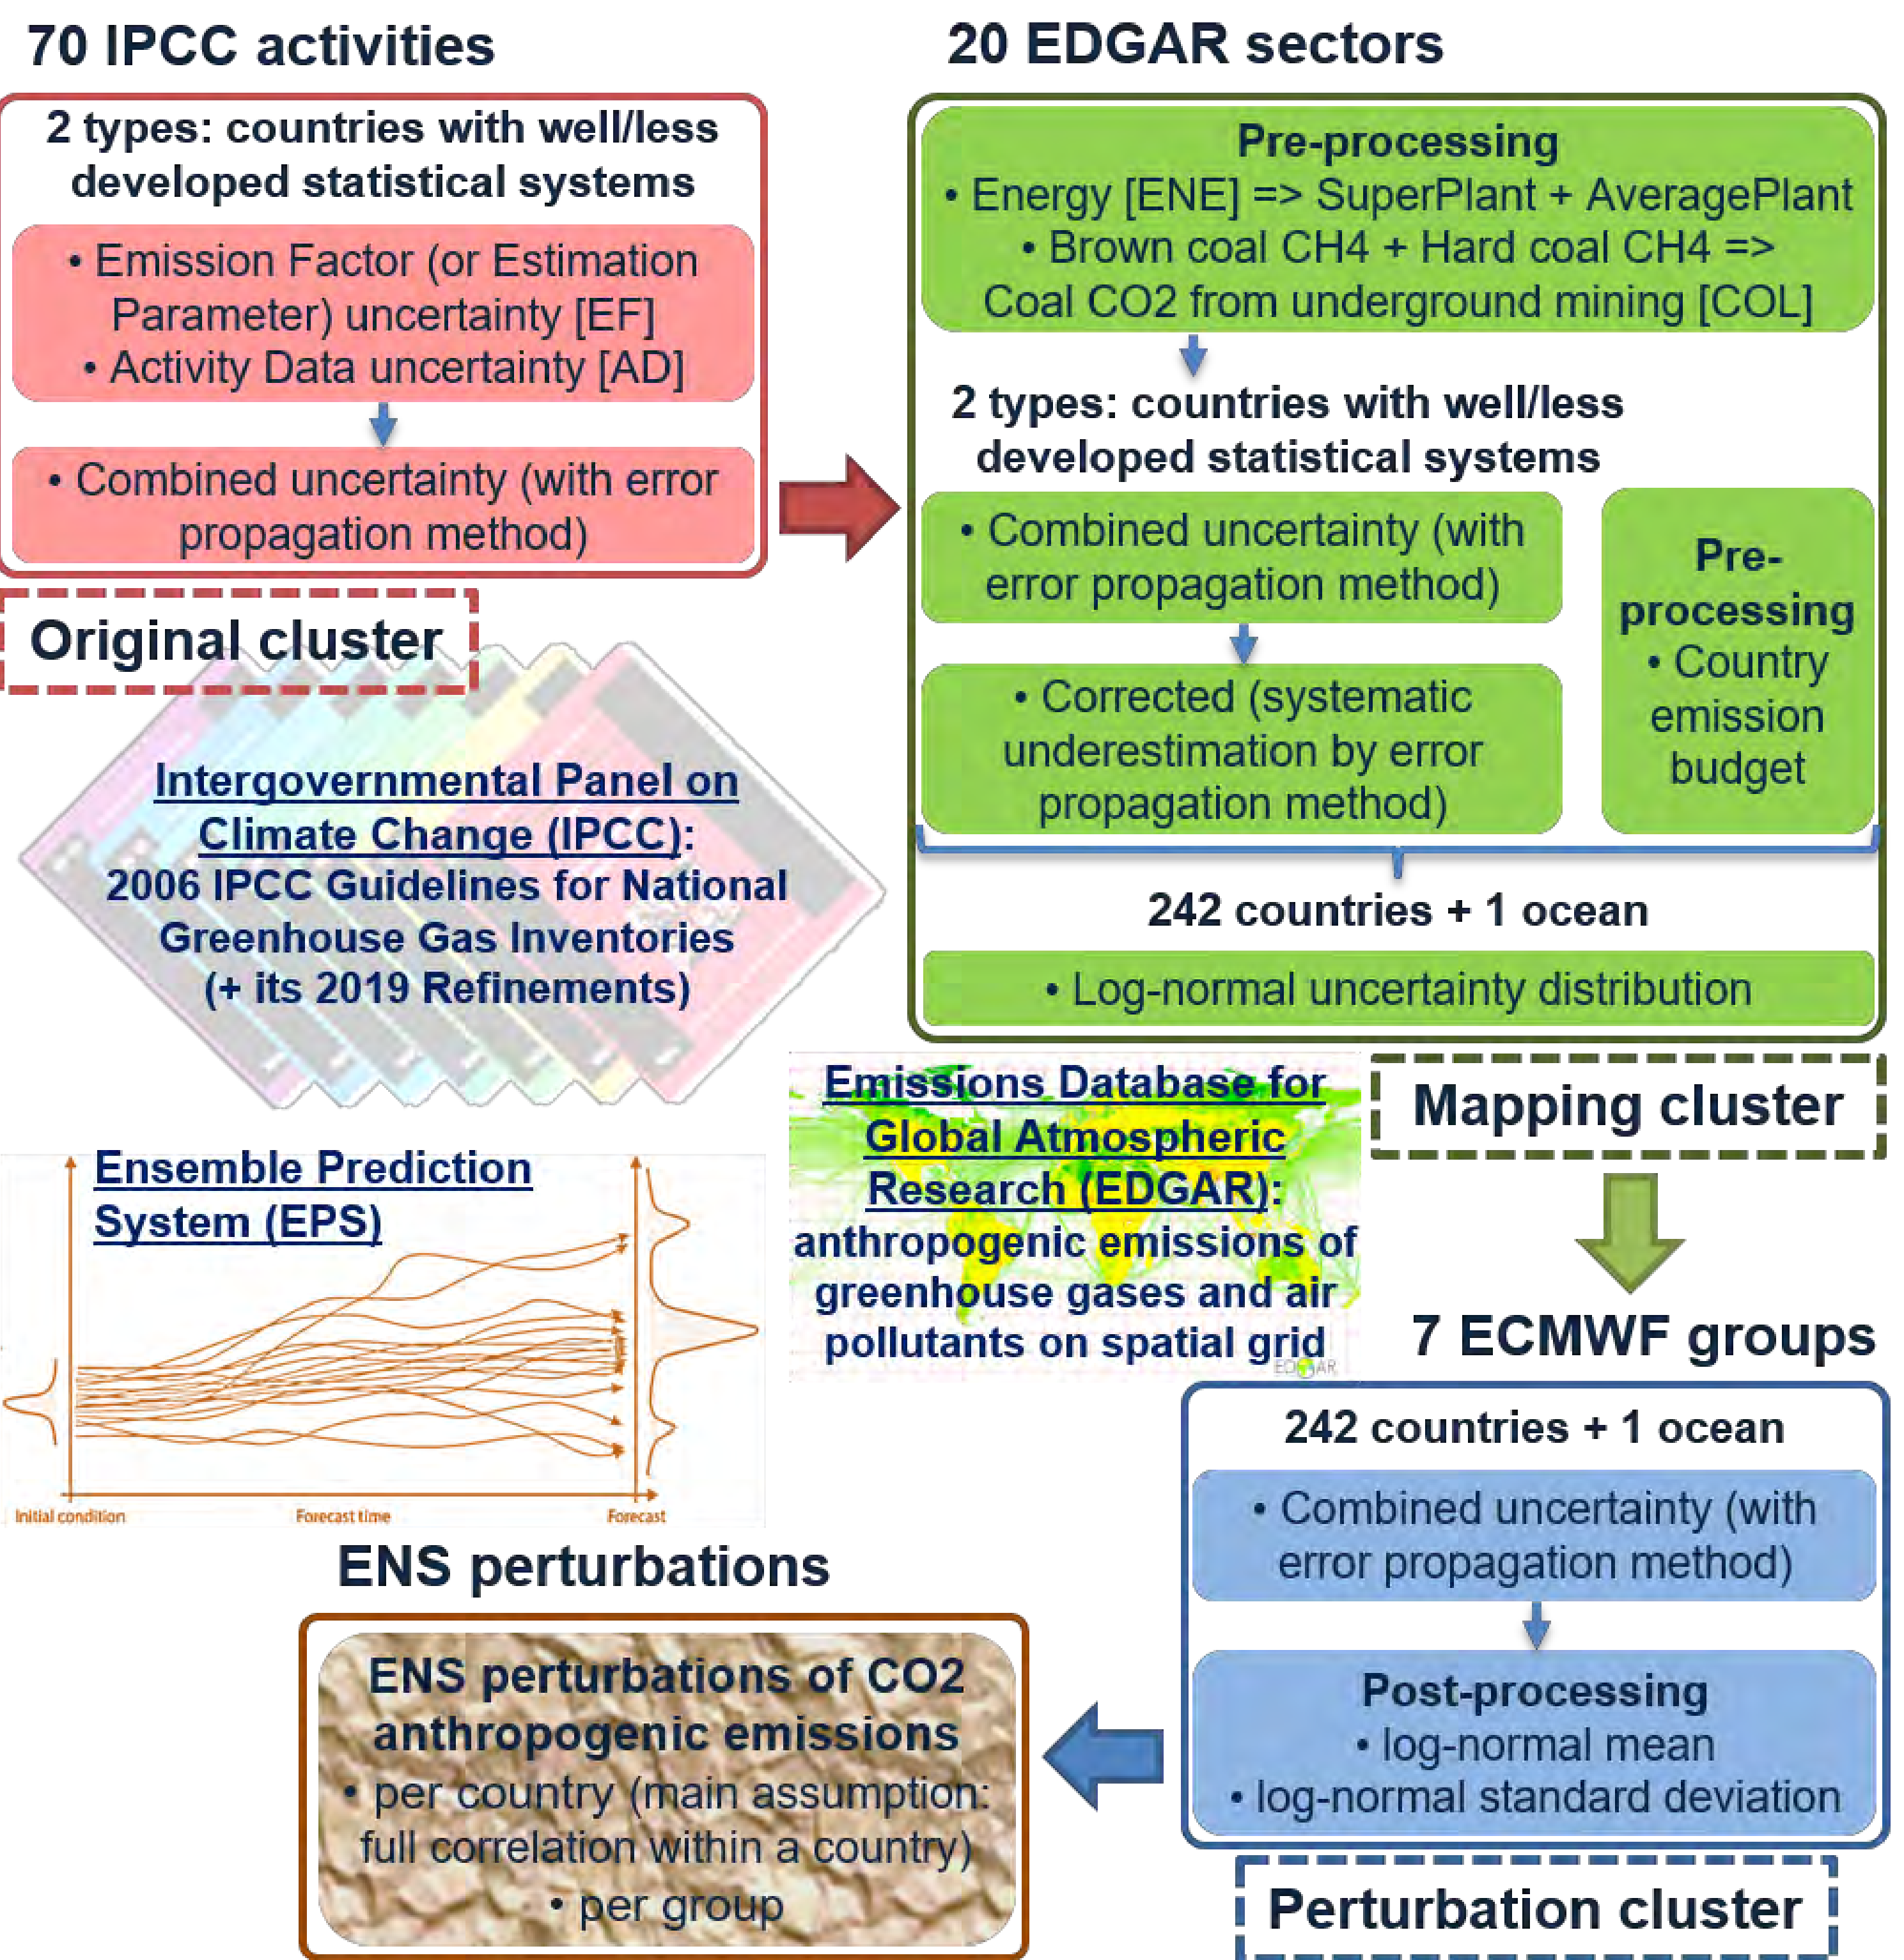 70 IPCC activities
2 types: countries with well/less
developed statistical systems
• Emission Factor (or Estimation
Parameter) uncertainty [EF]
• Activity Data uncertainty [AD]
• Combined uncertainty (with error
propagation method)
Original cluster
Intergovernmental Panel on
Climate Change (IPCC):
2006 IPCC Guidelines for National
Greenhouse Gas Inventories
(+ its 2019 Refinements)
20 EDGAR sectors
Pre-processing
• Energy [ENE] => SuperPlant + AveragePlant
• Brown coal CH4 + Hard coal CH4 =>
Coal CO2 from underground mining [COL]
2 types: countries with well/less
developed statistical systems
• Combined uncertainty (with
error propagation method)
• Corrected (systematic
underestimation by error
propagation method)
Pre-
processing
• Country
emission
budget
242 countries + 1 ocean
• Log-normal uncertainty distribution
Mapping cluster
Emissions Database for
Global Atmospheric
Research (EDGAR):
anthropogenic emissions of
greenhouse gases and air
pollutants on spatial grid
EDGAR
Ensemble Prediction
System (EPS)
Initial condition
Forecast time
Forecast
7 ECMWF groups
242 countries + 1 ocean
• Combined uncertainty (with
error propagation method)
Post-processing
• log-normal mean
• log-normal standard deviation
Perturbation cluster
ENS perturbations
ENS perturbations of CO2
anthropogenic emissions
• per country (main assumption:
full correlation within a country)
• per group